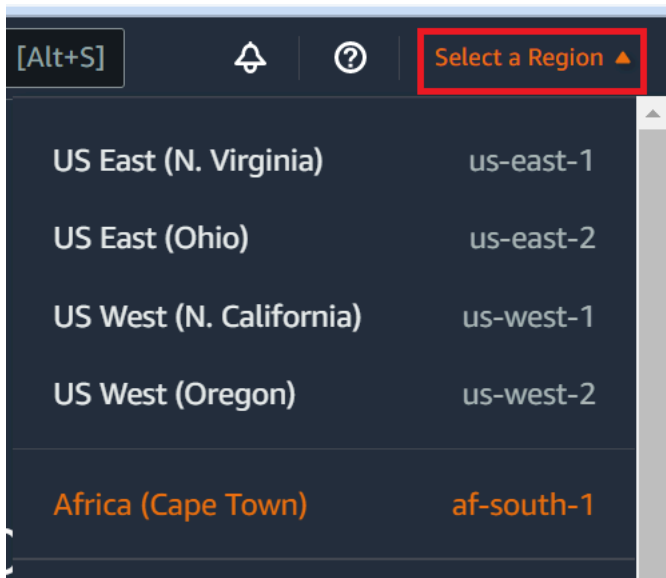 [Alt+S] Select a Region
US East (N. Virginia) us-east-1
US East (Ohio) us-east-2
US West (N. California) us-west-1
US West (Oregon) us-west-2
Africa (Cape Town) af-south-1